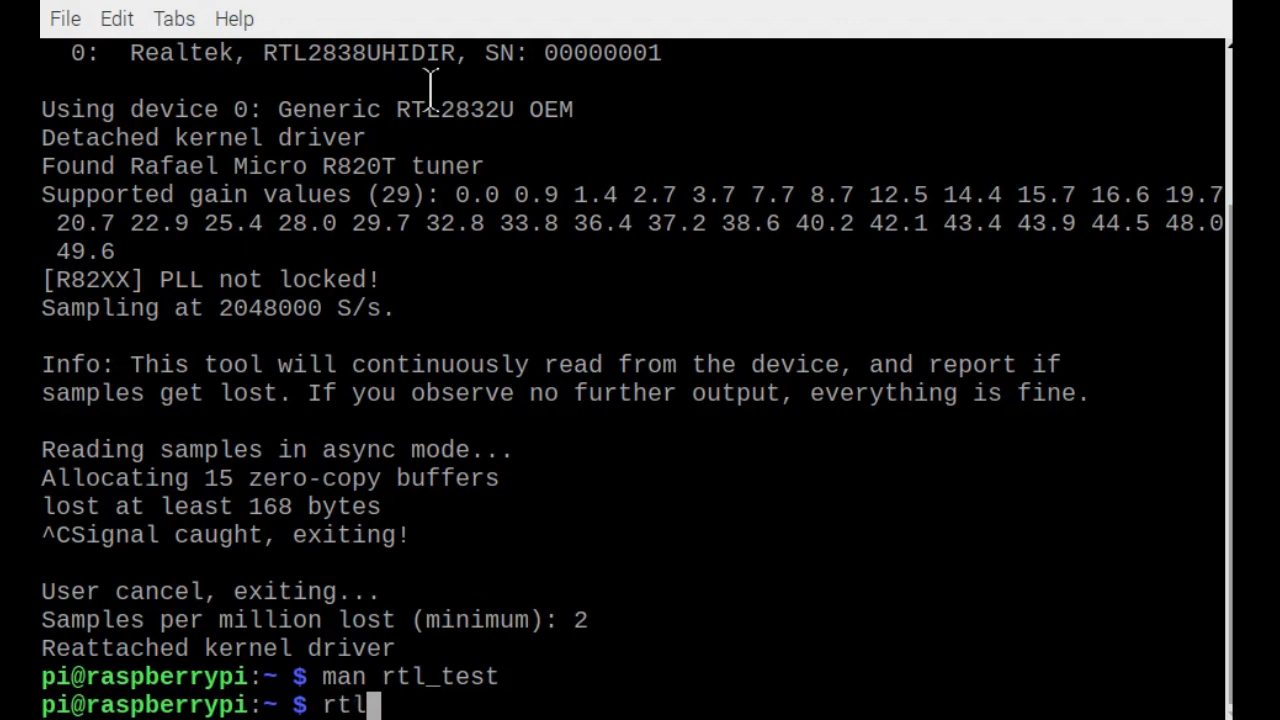 File Edit Tabs Help
0: Realtek, RTL2838UHIDIR, SN: 00000001
Using device 0: Generic RTL2832U OEM
Detached kernel driver
Found Rafael Micro R820T tuner
Supported gain values (29): 0.0 0.9 1.4 2.7 3.7 7.7 8.7 12.5 14.4 15.7 16.6 19.7
20.7 22.9 25.4 28.0 29.7 32.8 33.8 36.4 37.2 38.6 40.2 42.1 43.4 43.9 44.5 48.0
49.6
[R82XX] PLL not locked!
Sampling at 2048000 S/s.
Info: This tool will continuously read from the device, and report if
samples get lost. If you observe no further output, everything is fine.
Reading samples in async mode...
Allocating 15 zero-copy buffers
lost at least 168 bytes
^CSignal caught, exiting!
User cancel, exiting...
Samples per million lost (minimum): 2
Reattached kernel driver
pi@raspberrypi:~ $ man rtl_test
pi@raspberrypi:~ $ rtl